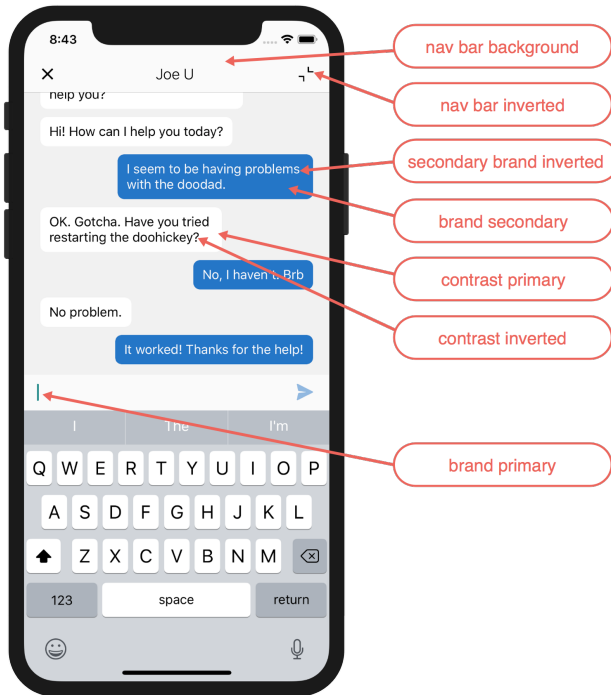 8:43
Joe U
help you?
Hi! How can I help you today?
I seem to be having problems
with the doodad.
OK. Gotcha. Have you tried
restarting the doohickey?
No, I haven't. Brb
No problem.
It worked! Thanks for the help!
I The I'm
Q W E R T Y U I O P
A S D F G H J K L
Z X C V B N M
123 space return
nav bar background
nav bar inverted
secondary brand inverted
brand secondary
contrast primary
contrast inverted
brand primary